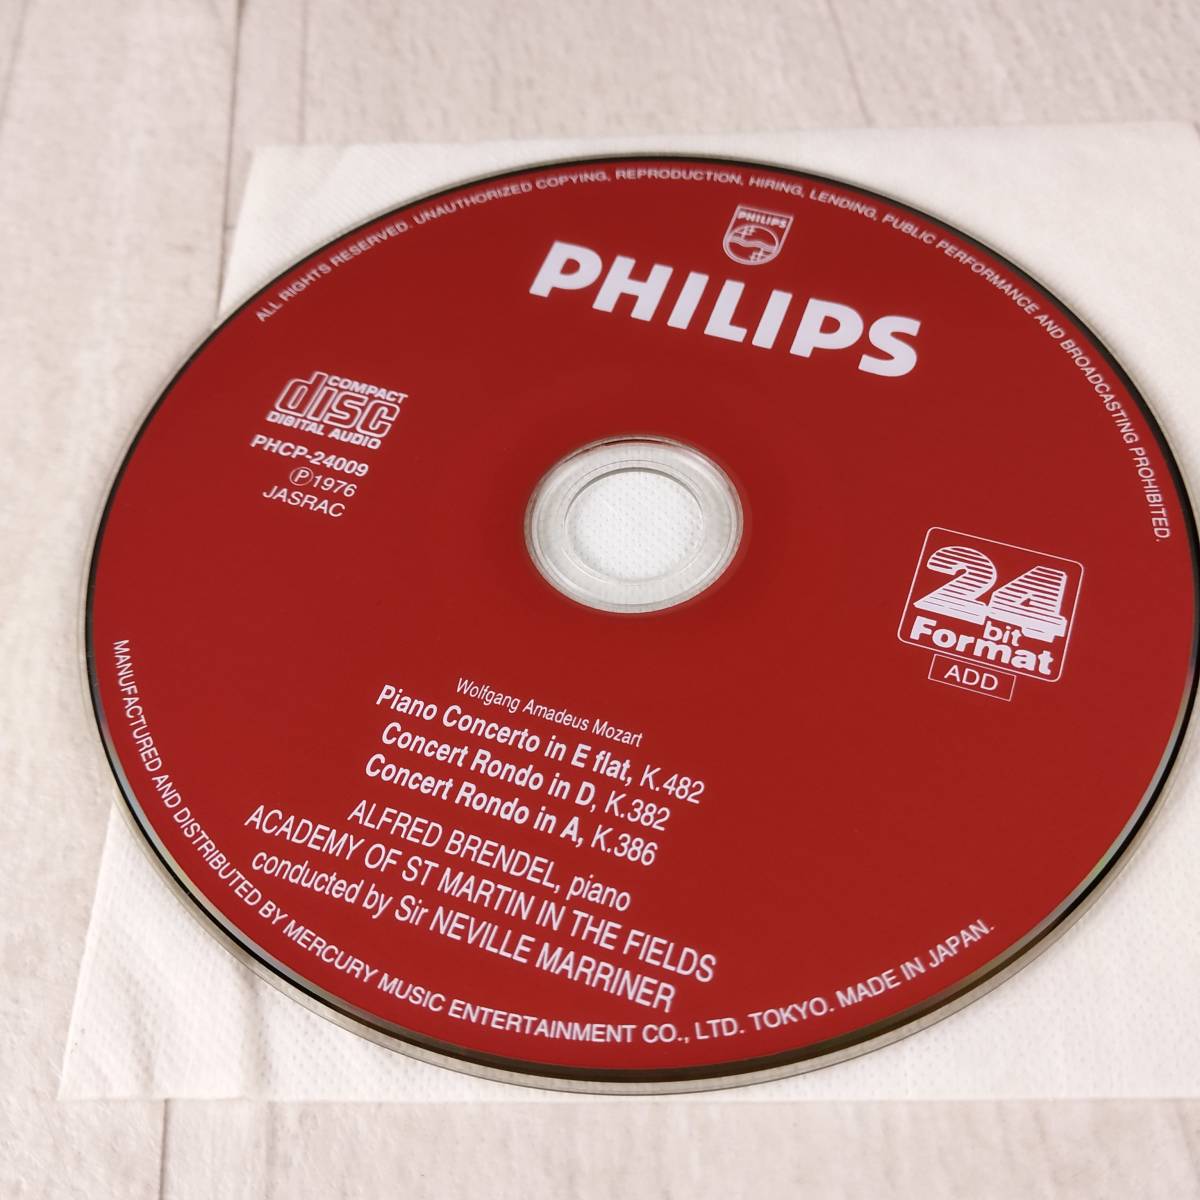 ALL RIGHTS RESERVED. UNAUTHORIZED COPYING, REPRODUCTION, HIRING, LENDING, PUBLIC PERFORMANCE AND BROADCASTING PROHIBITED.
PHILIPS
PHILIPS
COMPACT
disc
DIGITAL AUDIO
PHCP-24009
Ⓟ1976
JASRAC
24
bit
Format
ADD
Wolfgang Amadeus Mozart
Piano Concerto in E flat, K.482
Concert Rondo in D, K.382
Concert Rondo in A, K.386
ALFRED BRENDEL, piano
ACADEMY OF ST MARTIN IN THE FIELDS
conducted by Sir NEVILLE MARRINER
MANUFACTURED AND DISTRIBUTED BY MERCURY MUSIC ENTERTAINMENT CO., LTD. TOKYO. MADE IN JAPAN.